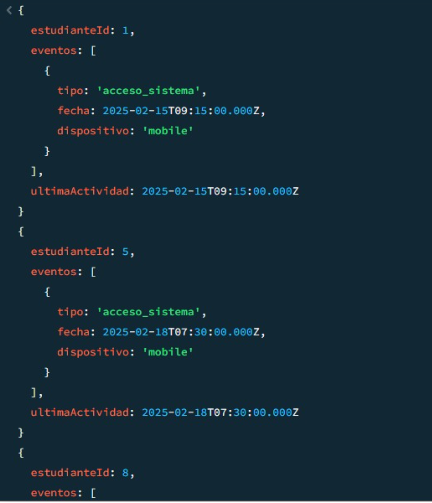 < {
estudianteId: 1,
eventos: [
{
tipo: 'acceso_sistema',
fecha: 2025-02-15T09:15:00.000Z,
dispositivo: 'mobile'
}
],
ultimaActividad: 2025-02-15T09:15:00.000Z
}
{
estudianteId: 5,
eventos: [
{
tipo: 'acceso_sistema',
fecha: 2025-02-18T07:30:00.000Z,
dispositivo: 'mobile'
}
],
ultimaActividad: 2025-02-18T07:30:00.000Z
}
{
estudianteId: 8,
eventos: [